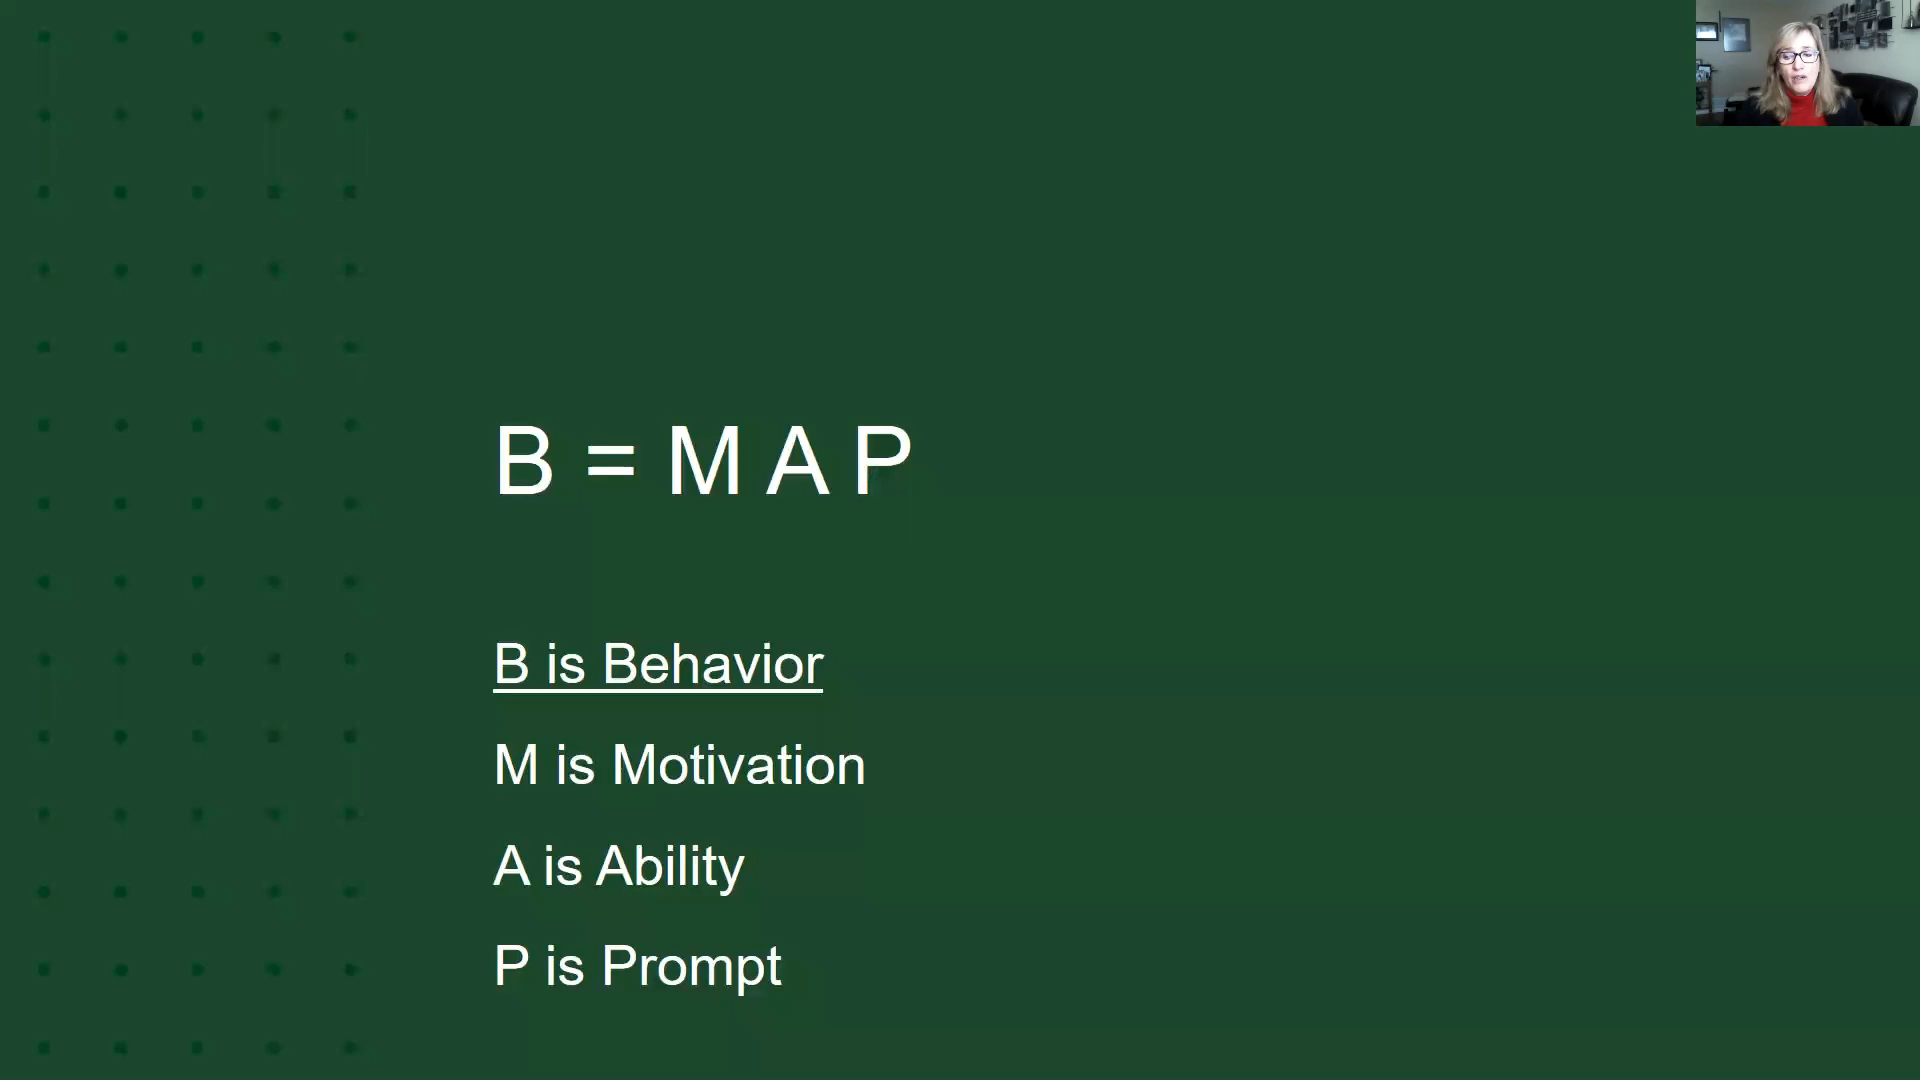 B = M A P
B is Behavior
M is Motivation
A is Ability
P is Prompt